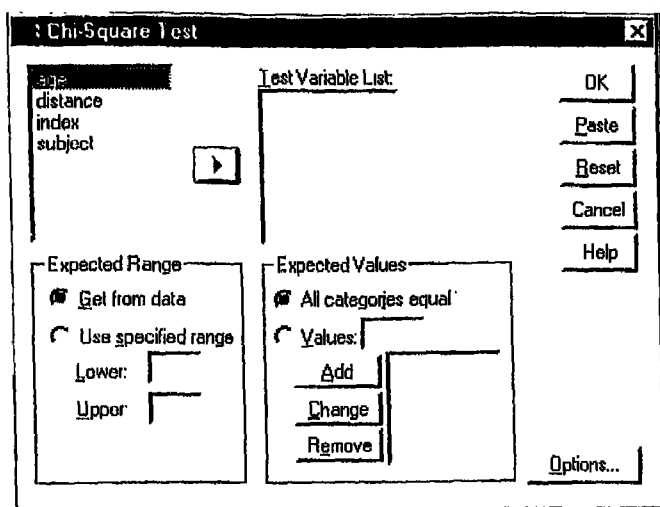 Chi-Square Test
age
distance
index
subject
Test Variable List:
OK
Paste
Reset
Cancel
Help
Expected Range
Get from data
Use specified range
Lower:
Upper:
Expected Values
All categories equal
Values:
Add
Change
Remove
Options...